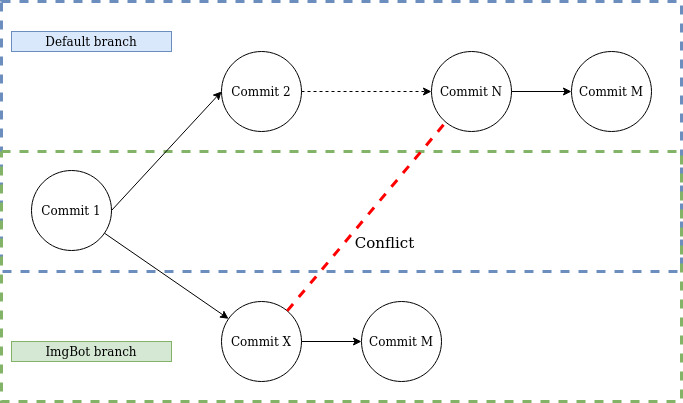 Default branch
Commit 2
Commit N
Commit M
Commit 1
Conflict
Commit X
Commit M
ImgBot branch